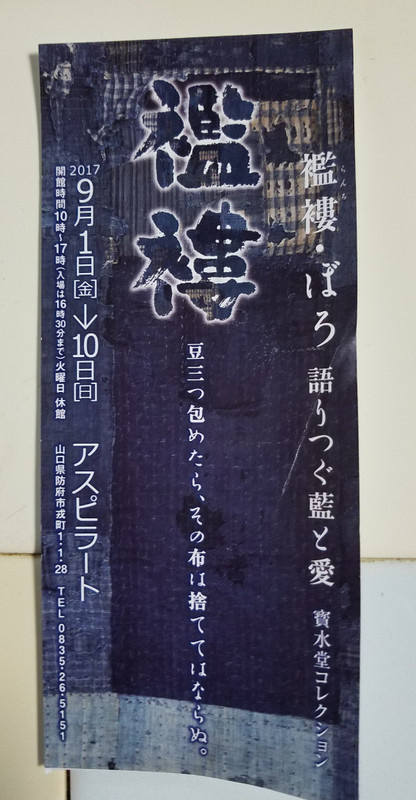 襤褸・ぼろ 語りつぐ藍と愛 寳水堂コレクション
らんる
襤褸
豆三つ包めたら、その布は捨ててはならぬ。
2017
9月1日[金]→10日[日] アスピラート
開館時間10時〜17時(入場は16時30分まで)火曜日 休館 山口県防府市戎町1・1・28 TEL 0835・26・5151